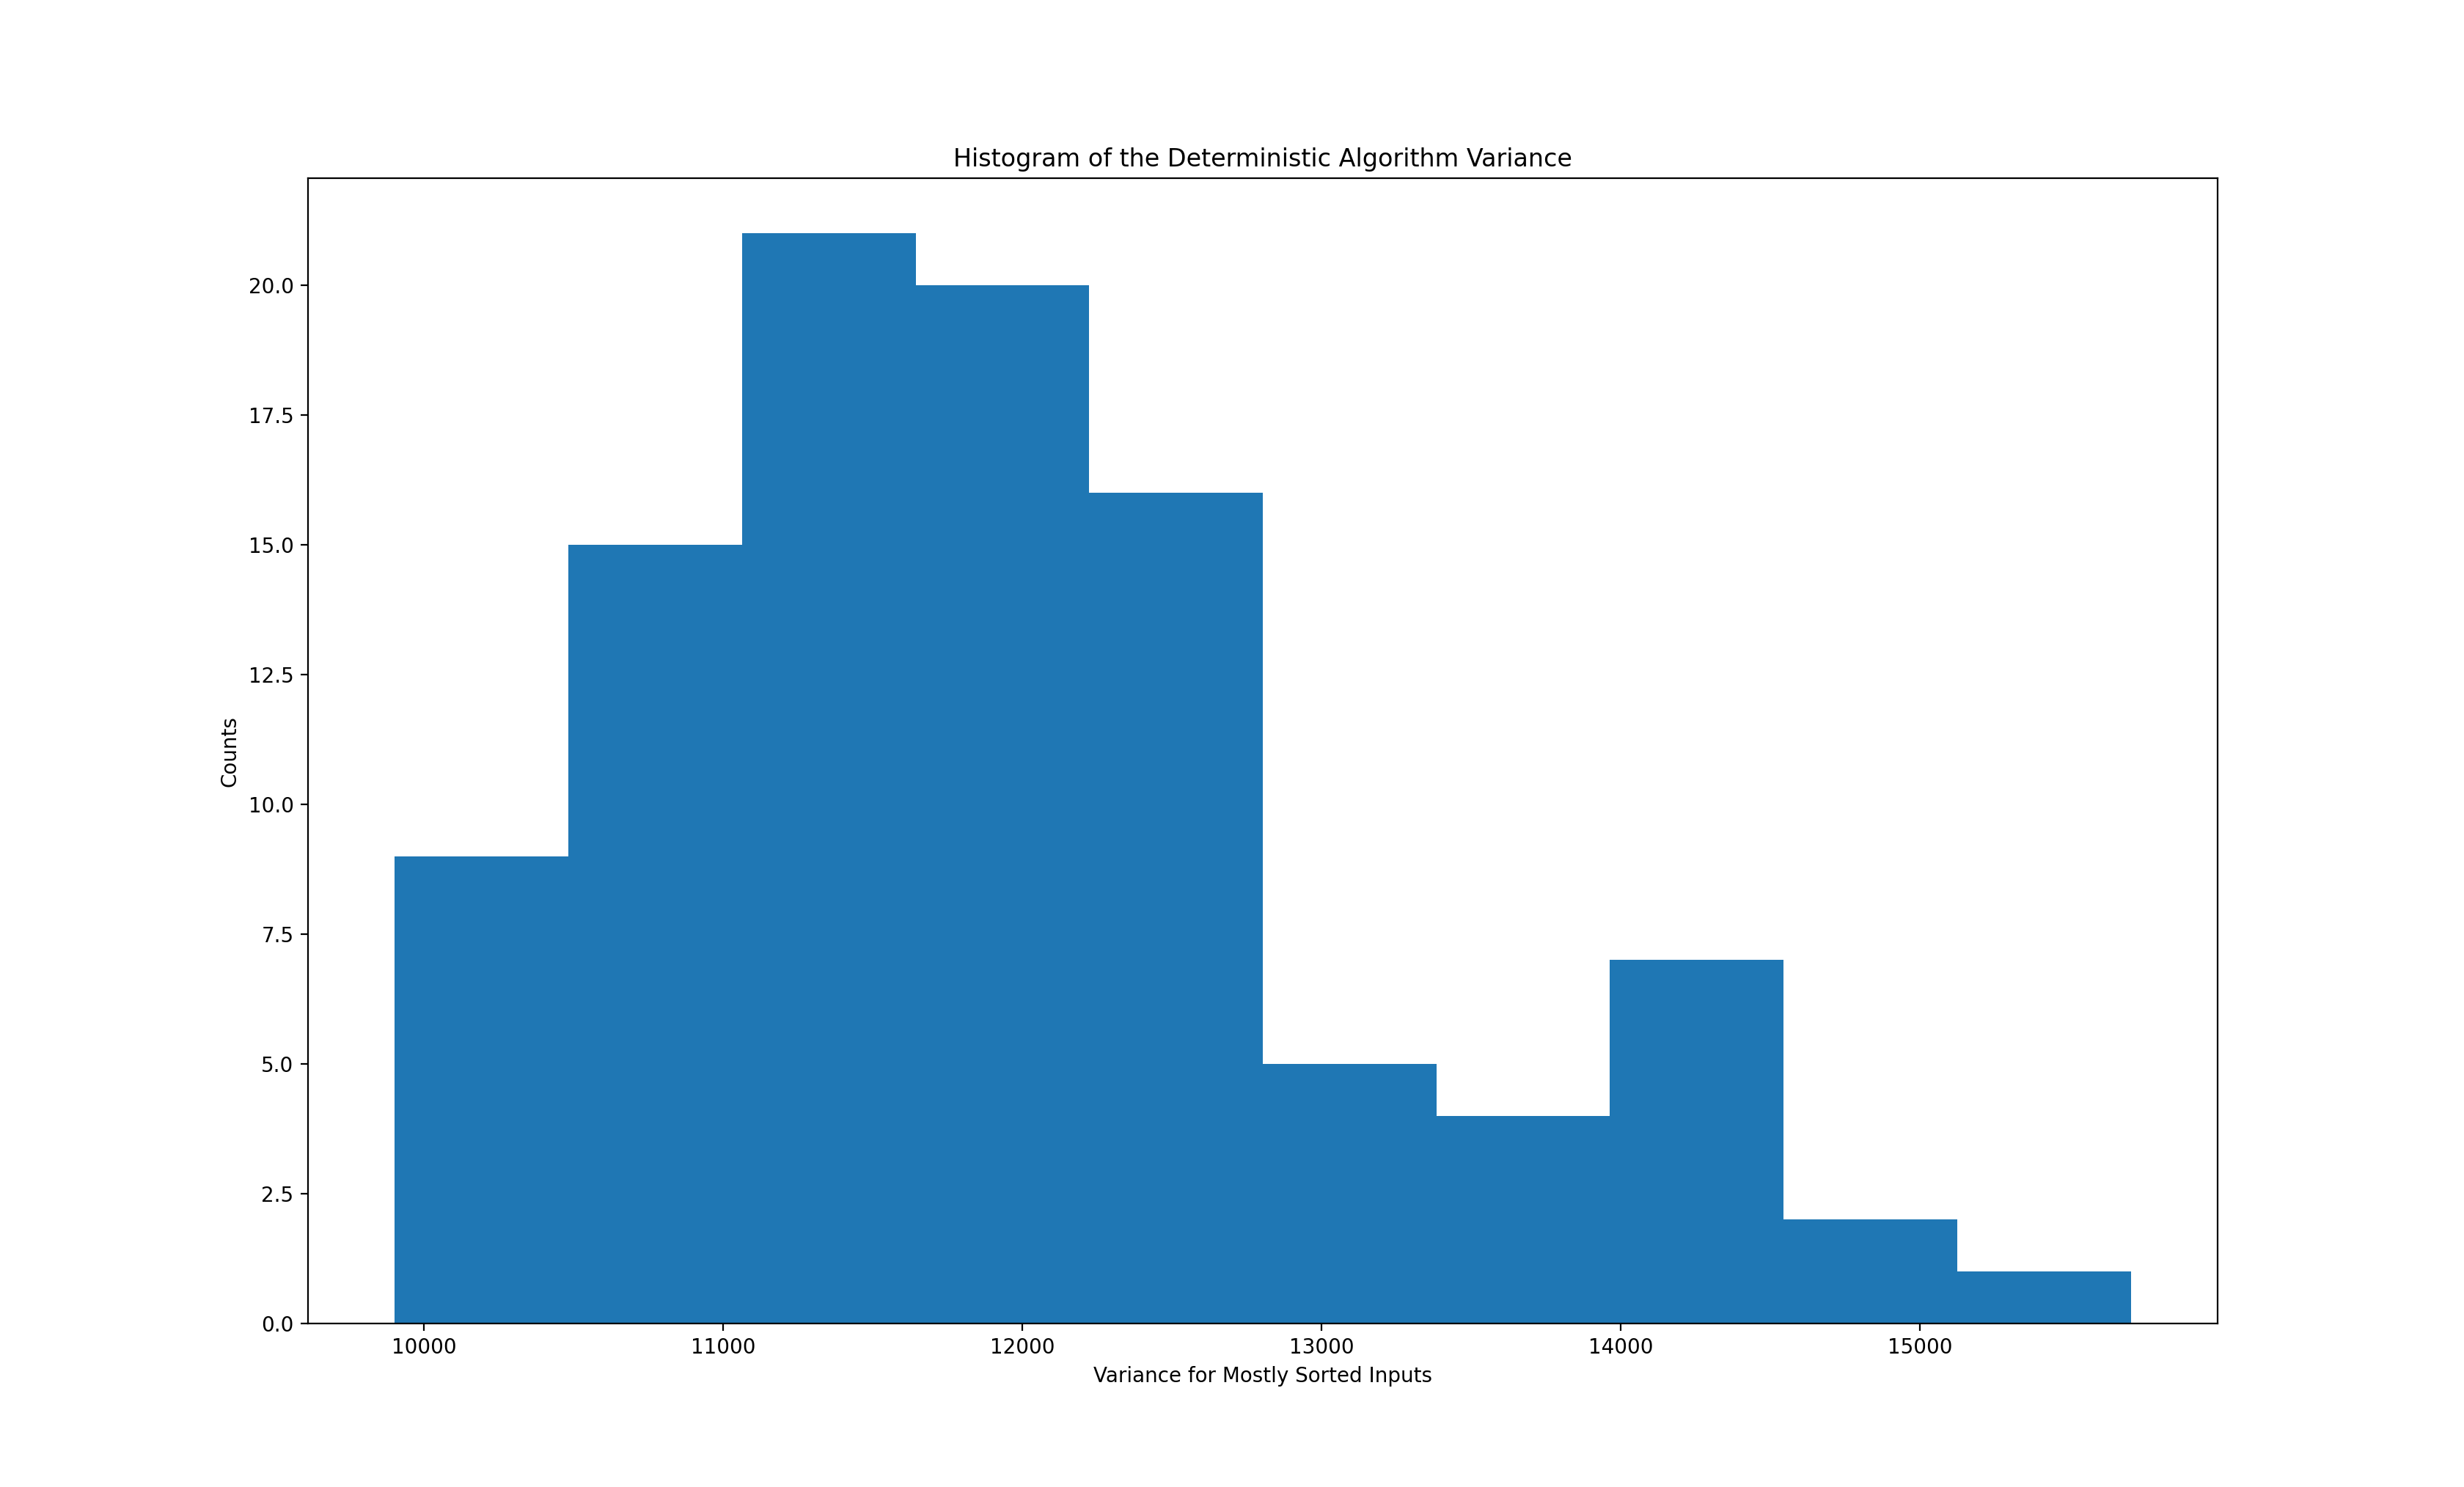 Histogram of the Deterministic Algorithm Variance
20.0
17.5
15.0
12.5
10.0
7.5
5.0
2.5
0.0
Counts
10000 11000 12000 13000 14000 15000
Variance for Mostly Sorted Inputs